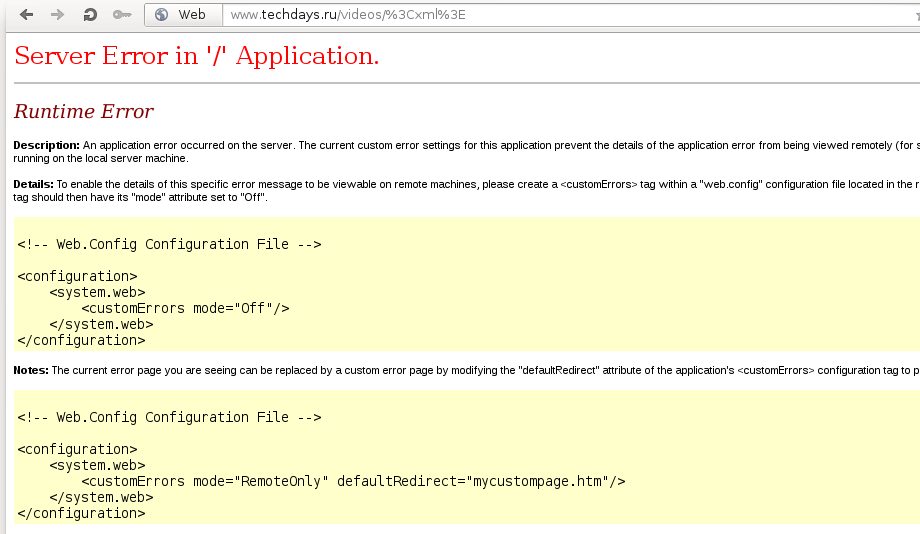 Web www.techdays.ru/videos/%3Cxml%3E
Server Error in '/' Application.
Runtime Error
Description: An application error occurred on the server. The current custom error settings for this application prevent the details of the application error from being viewed remotely (for s
running on the local server machine.
Details: To enable the details of this specific error message to be viewable on remote machines, please create a <customErrors> tag within a "web.config" configuration file located in the r
tag should then have its "mode" attribute set to "Off".
<!-- Web.Config Configuration File -->
<configuration>
    <system.web>
        <customErrors mode="Off"/>
    </system.web>
</configuration>
Notes: The current error page you are seeing can be replaced by a custom error page by modifying the "defaultRedirect" attribute of the application's <customErrors> configuration tag to p
<!-- Web.Config Configuration File -->
<configuration>
    <system.web>
        <customErrors mode="RemoteOnly" defaultRedirect="mycustompage.htm"/>
    </system.web>
</configuration>